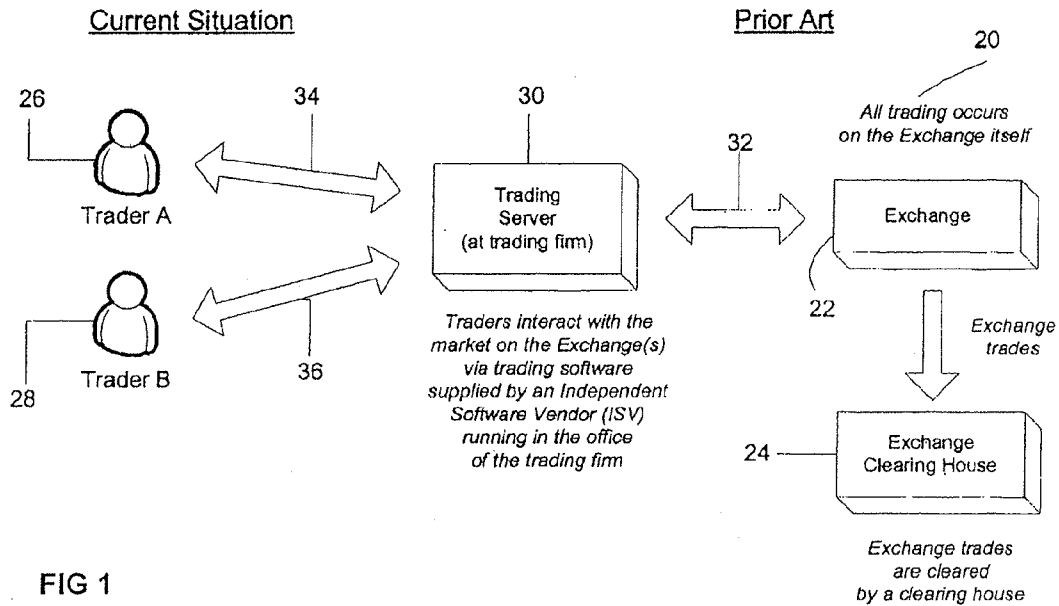 Current Situation
Prior Art
20
26
34
30
All trading occurs
on the Exchange itself
32
Trader A
Trading
Server
(at trading firm)
Exchange
22
28
Trader B
36
Traders interact with the
market on the Exchange(s)
via trading software
supplied by an Independent
Software Vendor (ISV)
running in the office
of the trading firm
Exchange
trades
24
Exchange
Clearing House
Exchange trades
are cleared
by a clearing house
FIG 1